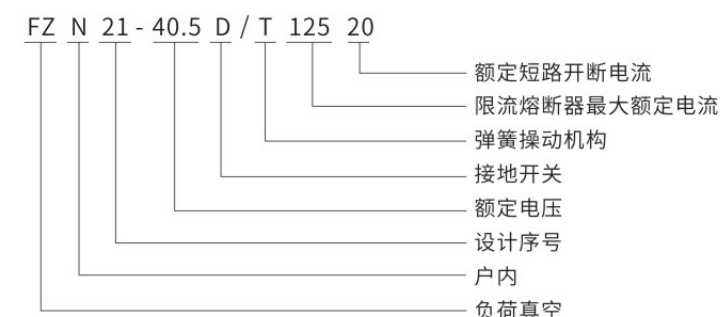 FZ N 21 - 40.5 D / T 125 20
额定短路开断电流
限流熔断器最大额定电流
弹簧操动机构
接地开关
额定电压
设计序号
户内
负荷真空